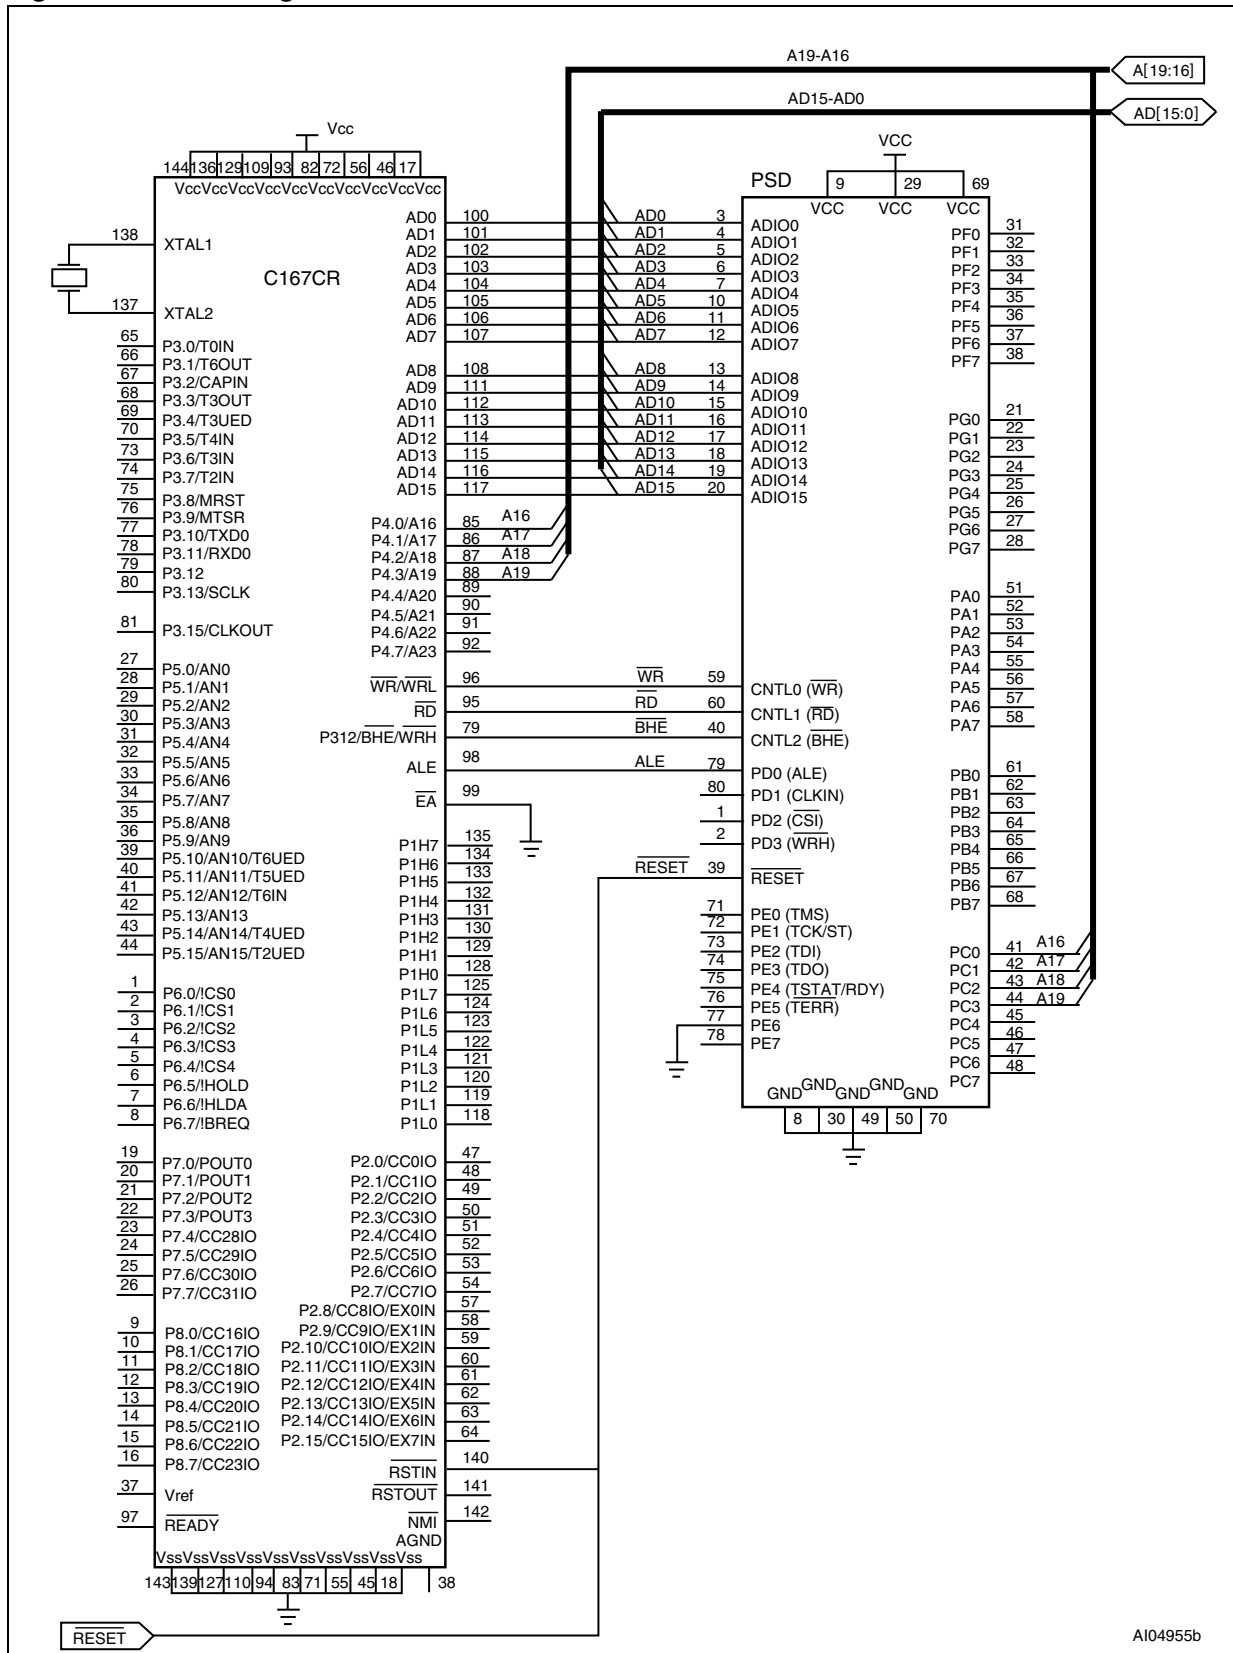 A19-A16
A[19:16]
AD15-AD0
AD[15:0]
Vcc
144 136 129 109 93 82 72 56 46 17
Vcc Vcc Vcc Vcc Vcc Vcc Vcc Vcc Vcc Vcc
C167CR
138 XTAL1
137 XTAL2
65 P3.0/T0IN
66 P3.1/T6OUT
67 P3.2/CAPIN
68 P3.3/T3OUT
69 P3.4/T3UED
70 P3.5/T4IN
73 P3.6/T3IN
74 P3.7/T2IN
75 P3.8/MRST
76 P3.9/MTSR
77 P3.10/TXD0
78 P3.11/RXD0
79 P3.12
80 P3.13/SCLK
81 P3.15/CLKOUT
27 P5.0/AN0
28 P5.1/AN1
29 P5.2/AN2
30 P5.3/AN3
31 P5.4/AN4
32 P5.5/AN5
33 P5.6/AN6
34 P5.7/AN7
35 P5.8/AN8
36 P5.9/AN9
39 P5.10/AN10/T6UED
40 P5.11/AN11/T5UED
41 P5.12/AN12/T6IN
42 P5.13/AN13
43 P5.14/AN14/T4UED
44 P5.15/AN15/T2UED
1 P6.0/!CS0
2 P6.1/!CS1
3 P6.2/!CS2
4 P6.3/!CS3
5 P6.4/!CS4
6 P6.5/!HOLD
7 P6.6/!HLDA
8 P6.7/!BREQ
19 P7.0/POUT0
20 P7.1/POUT1
21 P7.2/POUT2
22 P7.3/POUT3
23 P7.4/CC28IO
24 P7.5/CC29IO
25 P7.6/CC30IO
26 P7.7/CC31IO
9 P8.0/CC16IO
10 P8.1/CC17IO
11 P8.2/CC18IO
12 P8.3/CC19IO
13 P8.4/CC20IO
14 P8.5/CC21IO
15 P8.6/CC22IO
16 P8.7/CC23IO
37 Vref
97 READY
AD0 100 AD0 3 ADIO0
AD1 101 AD1 4 ADIO1
AD2 102 AD2 5 ADIO2
AD3 103 AD3 6 ADIO3
AD4 104 AD4 7 ADIO4
AD5 105 AD5 10 ADIO5
AD6 106 AD6 11 ADIO6
AD7 107 AD7 12 ADIO7
AD8 108 AD8 13 ADIO8
AD9 111 AD9 14 ADIO9
AD10 112 AD10 15 ADIO10
AD11 113 AD11 16 ADIO11
AD12 114 AD12 17 ADIO12
AD13 115 AD13 18 ADIO13
AD14 116 AD14 19 ADIO14
AD15 117 AD15 20 ADIO15
P4.0/A16 85 A16
P4.1/A17 86 A17
P4.2/A18 87 A18
P4.3/A19 88 A19
P4.4/A20 89
P4.5/A21 90
P4.6/A22 91
P4.7/A23 92
WR/WRL 96 WR 59 CNTL0 (WR)
RD 95 RD 60 CNTL1 (RD)
P312/BHE/WRH 79 BHE 40 CNTL2 (BHE)
ALE 98 ALE 79 PD0 (ALE)
EA 99
80 PD1 (CLKIN)
1 PD2 (CSI)
2 PD3 (WRH)
RESET 39 RESET
P1H7 135
P1H6 134
P1H5 133
P1H4 132
P1H3 131
P1H2 130
P1H1 129
P1H0 128
P1L7 125
P1L6 124
P1L5 123
P1L4 122
P1L3 121
P1L2 120
P1L1 119
P1L0 118
P2.0/CC0IO 47
P2.1/CC1IO 48
P2.2/CC2IO 49
P2.3/CC3IO 50
P2.4/CC4IO 51
P2.5/CC5IO 52
P2.6/CC6IO 53
P2.7/CC7IO 54
P2.8/CC8IO/EX0IN 57
P2.9/CC9IO/EX1IN 58
P2.10/CC10IO/EX2IN 59
P2.11/CC11IO/EX3IN 60
P2.12/CC12IO/EX4IN 61
P2.13/CC13IO/EX5IN 62
P2.14/CC14IO/EX6IN 63
P2.15/CC15IO/EX7IN 64
RSTIN 140
RSTOUT 141
NMI 142
AGND 38
Vss Vss Vss Vss Vss Vss Vss Vss Vss Vss
143 139 127 110 94 83 71 55 45 18
RESET
VCC
PSD
9 29 69
VCC VCC VCC
71 PE0 (TMS)
72 PE1 (TCK/ST)
73 PE2 (TDI)
74 PE3 (TDO)
75 PE4 (TSTAT/RDY)
76 PE5 (TERR)
77 PE6
78 PE7
PF0 31
PF1 32
PF2 33
PF3 34
PF4 35
PF5 36
PF6 37
PF7 38
PG0 21
PG1 22
PG2 23
PG3 24
PG4 25
PG5 26
PG6 27
PG7 28
PA0 51
PA1 52
PA2 53
PA3 54
PA4 55
PA5 56
PA6 57
PA7 58
PB0 61
PB1 62
PB2 63
PB3 64
PB4 65
PB5 66
PB6 67
PB7 68
PC0 41 A16
PC1 42 A17
PC2 43 A18
PC3 44 A19
PC4 45
PC5 46
PC6 47
PC7 48
GND GND GND GND GND
8 30 49 50 70
AI04955b